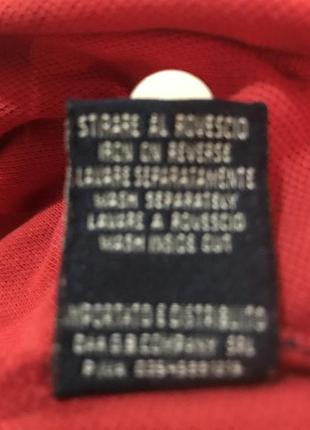 STIRARE AL ROVESCIO
IRON ON REVERSE
LAVARE SEPARATAMENTE
WASH SEPARATELY
LAVARE A ROVESCIO
WASH INSIDE OUT
IMPORTATO E DISTRIBUITO
COMPANY SRL